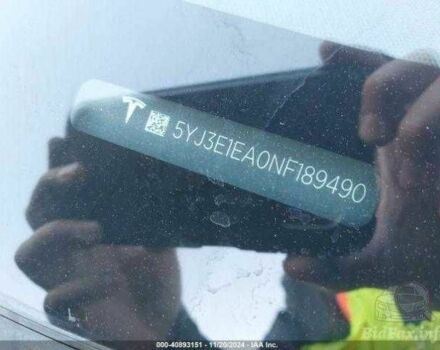 5YJ3E1EA0NF189490
BidFax.info
000-40893151 - 11/20/2024 - IAA Inc.